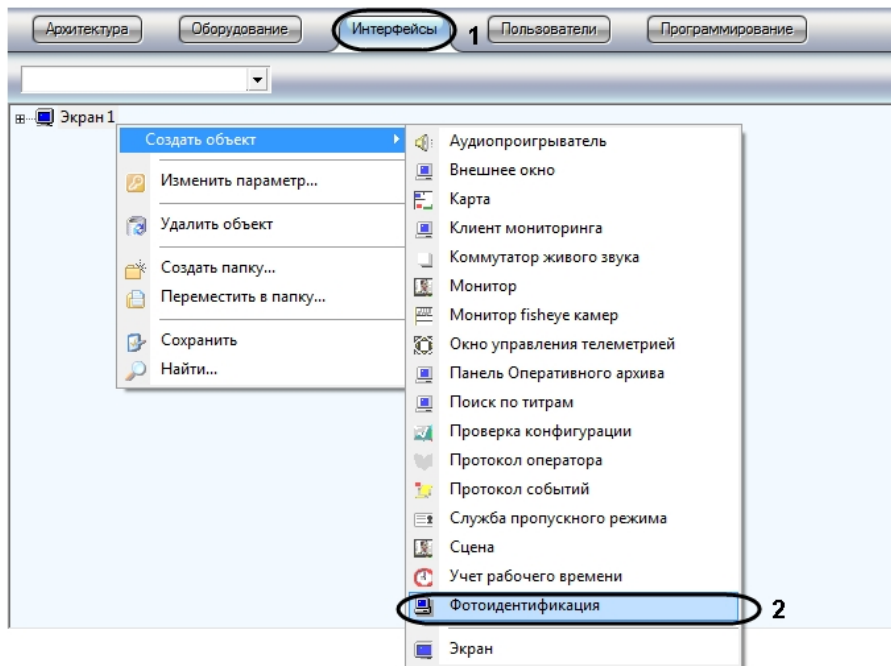 Архитектура Оборудование Интерфейсы 1 Пользователи Программирование
Экран 1
Создать объект
Изменить параметр...
Удалить объект
Создать папку...
Переместить в папку...
Сохранить
Найти...
Аудиопроигрыватель
Внешнее окно
Карта
Клиент мониторинга
Коммутатор живого звука
Монитор
Монитор fisheye камер
Окно управления телеметрией
Панель Оперативного архива
Поиск по титрам
Проверка конфигурации
Протокол оператора
Протокол событий
Служба пропускного режима
Сцена
Учет рабочего времени
Фотоидентификация 2
Экран